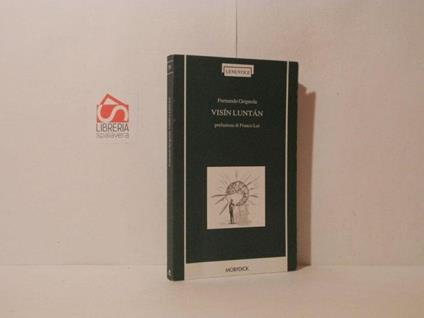 LENUVOLE
Fernando Grignola
VISÍN LUNTÁN
prefazione di Franco Loi
MOBYDICK
LIBRERIA
spalavera